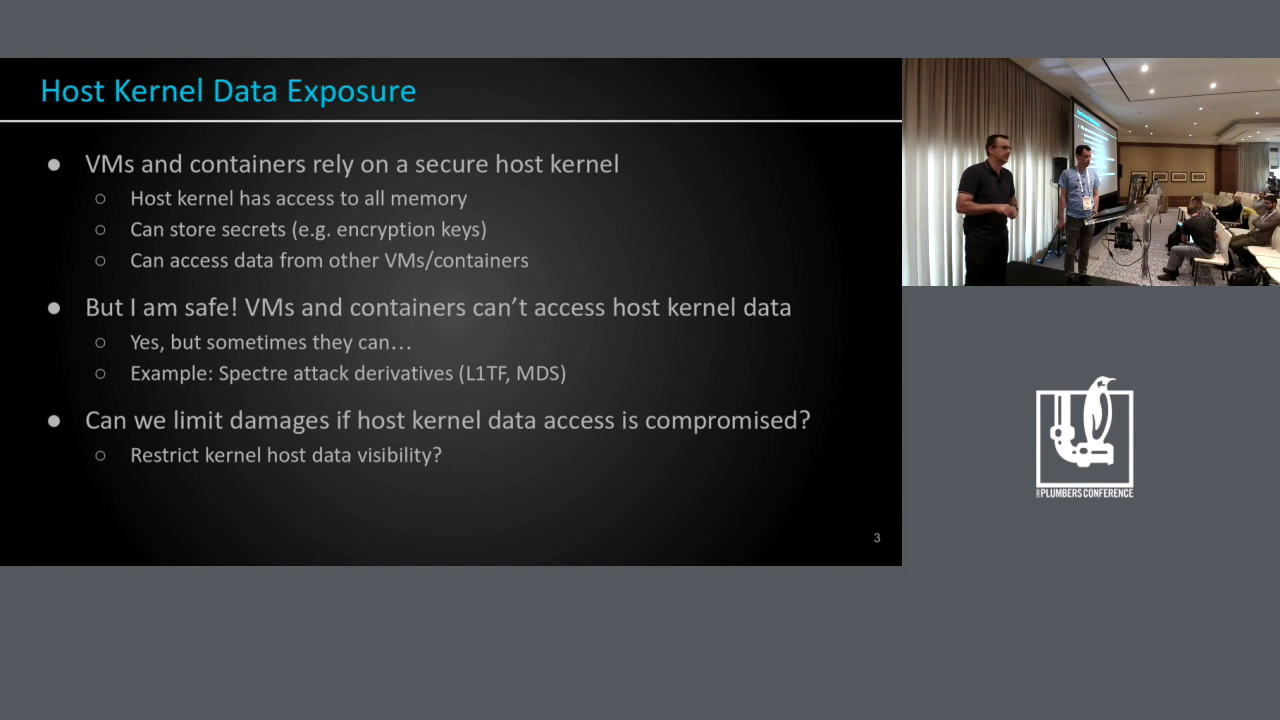 Host Kernel Data Exposure
● VMs and containers rely on a secure host kernel
○ Host kernel has access to all memory
○ Can store secrets (e.g. encryption keys)
○ Can access data from other VMs/containers
● But I am safe! VMs and containers can’t access host kernel data
○ Yes, but sometimes they can…
○ Example: Spectre attack derivatives (L1TF, MDS)
● Can we limit damages if host kernel data access is compromised?
○ Restrict kernel host data visibility?
3
PLUMBERS CONFERENCE